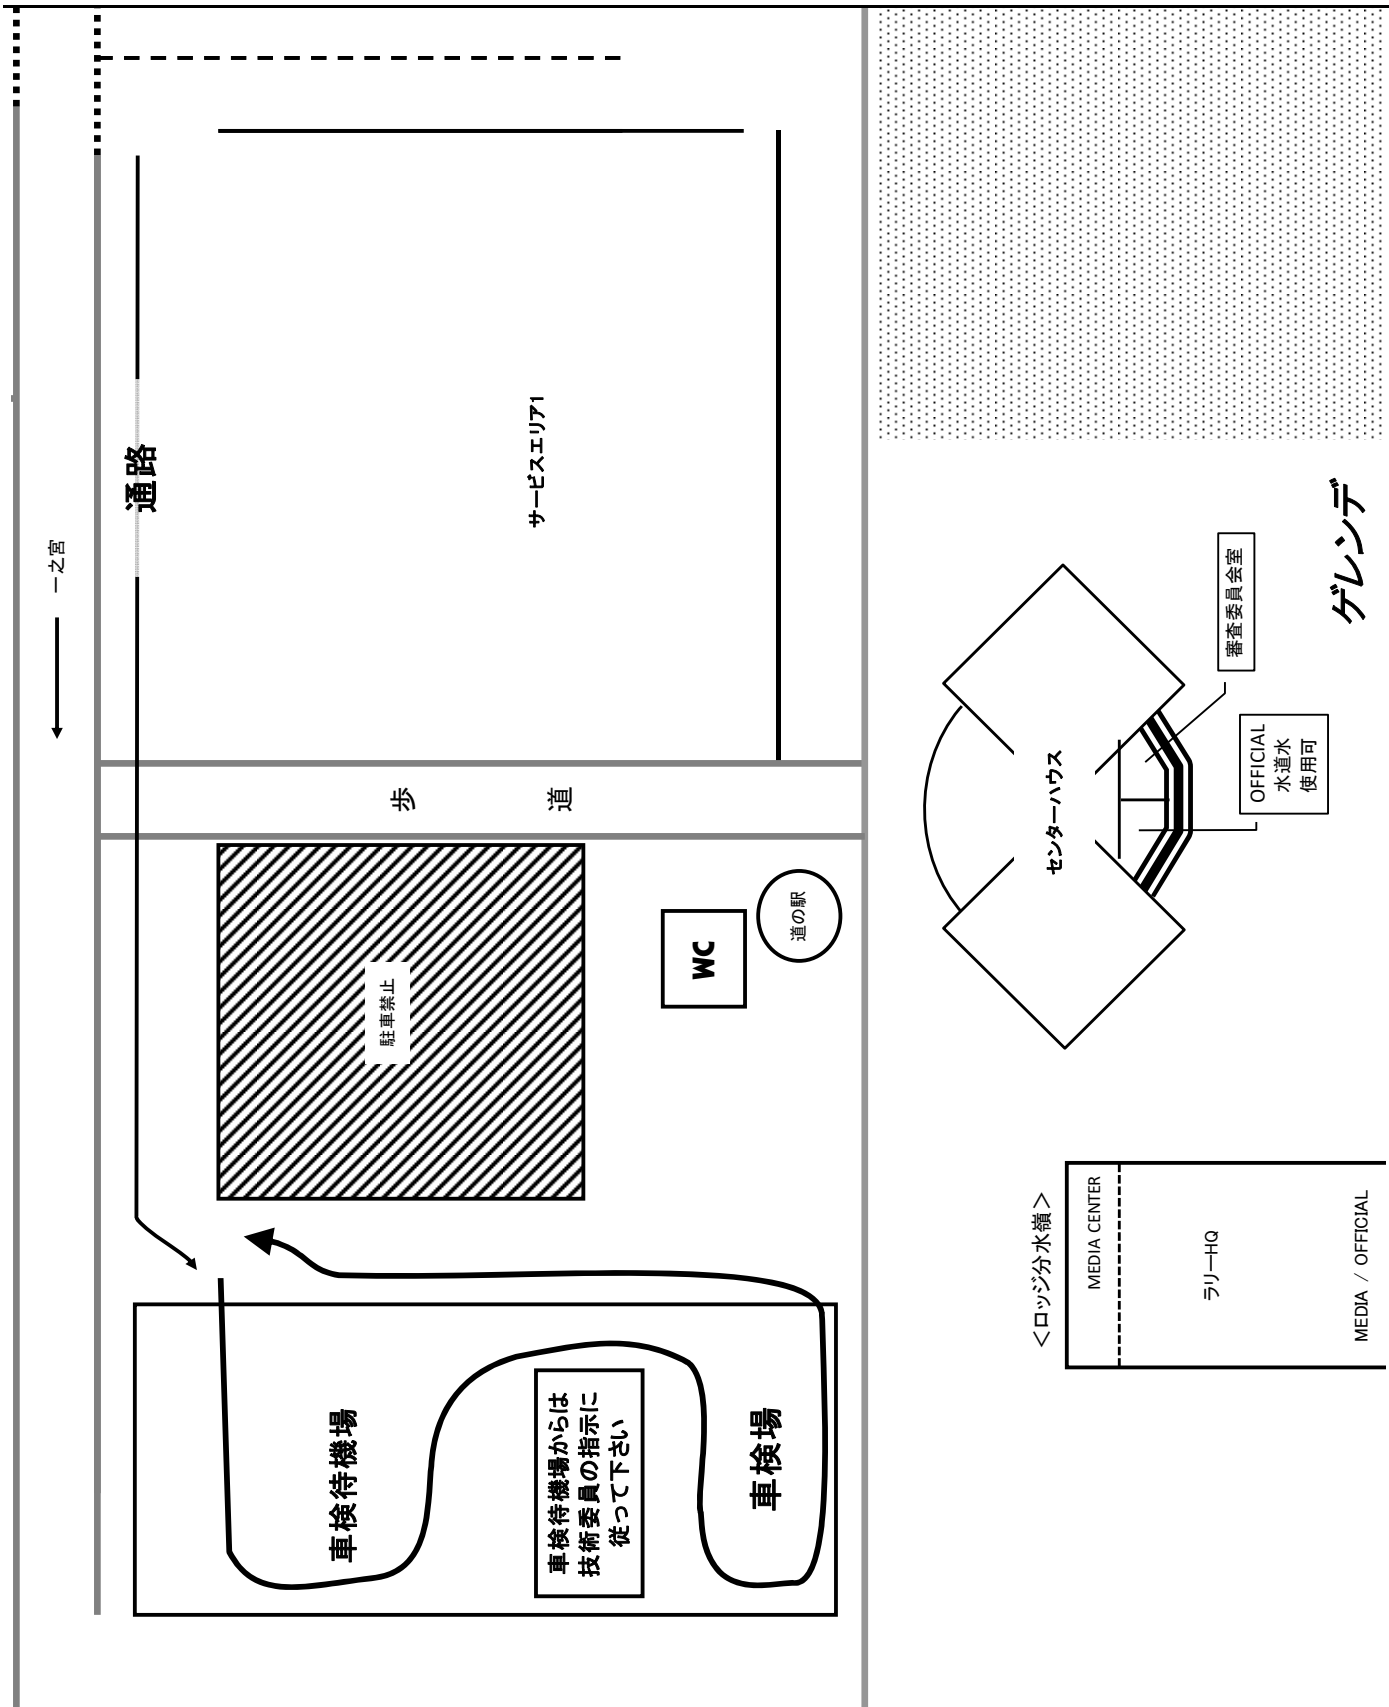 一之宮
通路
サービスエリア1
歩道
駐車禁止
WC
道の駅
車検待機場
車検待機場からは
技術委員の指示に
従って下さい
車検場
ゲレンデ
審査委員会室
OFFICIAL
水道水
使用可
センターハウス
＜ロッジ分水嶺＞
MEDIA CENTER
ラリーHQ
MEDIA / OFFICIAL